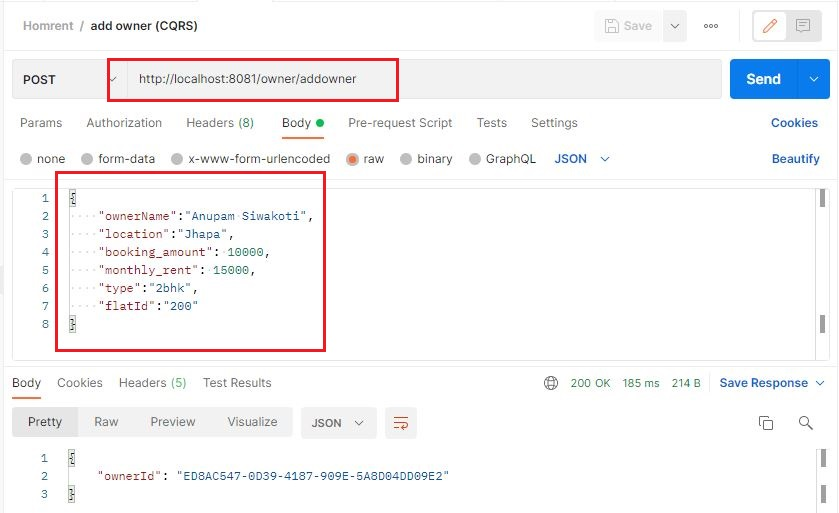 Homrent / add owner (CQRS) Save
POST http://localhost:8081/owner/addowner Send
Params Authorization Headers (8) Body Pre-request Script Tests Settings Cookies
none form-data x-www-form-urlencoded raw binary GraphQL JSON Beautify
1 {
2 "ownerName":"Anupam Siwakoti",
3 "location":"Jhapa",
4 "booking_amount": 10000,
5 "monthly_rent": 15000,
6 "type":"2bhk",
7 "flatId":"200"
8 }
Body Cookies Headers (5) Test Results 200 OK 185 ms 214 B Save Response
Pretty Raw Preview Visualize JSON
1 {
2 "ownerId": "ED8AC547-0D39-4187-909E-5A8D04DD09E2"
3 }